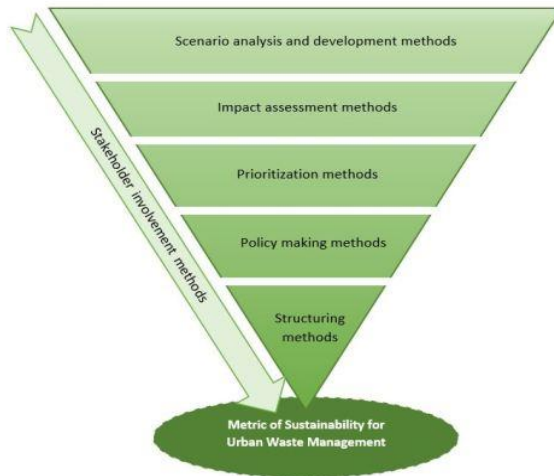 Scenario analysis and development methods
Impact assessment methods
Prioritization methods
Policy making methods
Structuring
methods
Stakeholder involvement methods
Metric of Sustainability for
Urban Waste Management